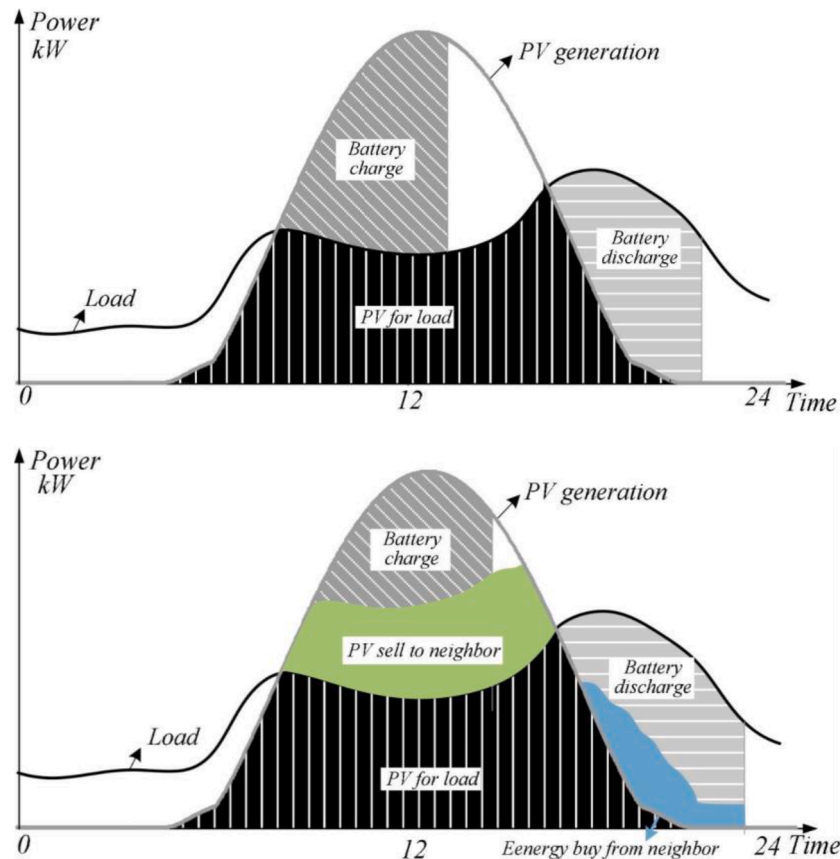 Power
kW
PV generation
Battery
charge
Battery
discharge
Load
PV for load
0
12
24
Time
Power
kW
PV generation
Battery
charge
PV sell to neighbor
Battery
discharge
Load
PV for load
0
12
Eenergy buy from neighbor
24 Time